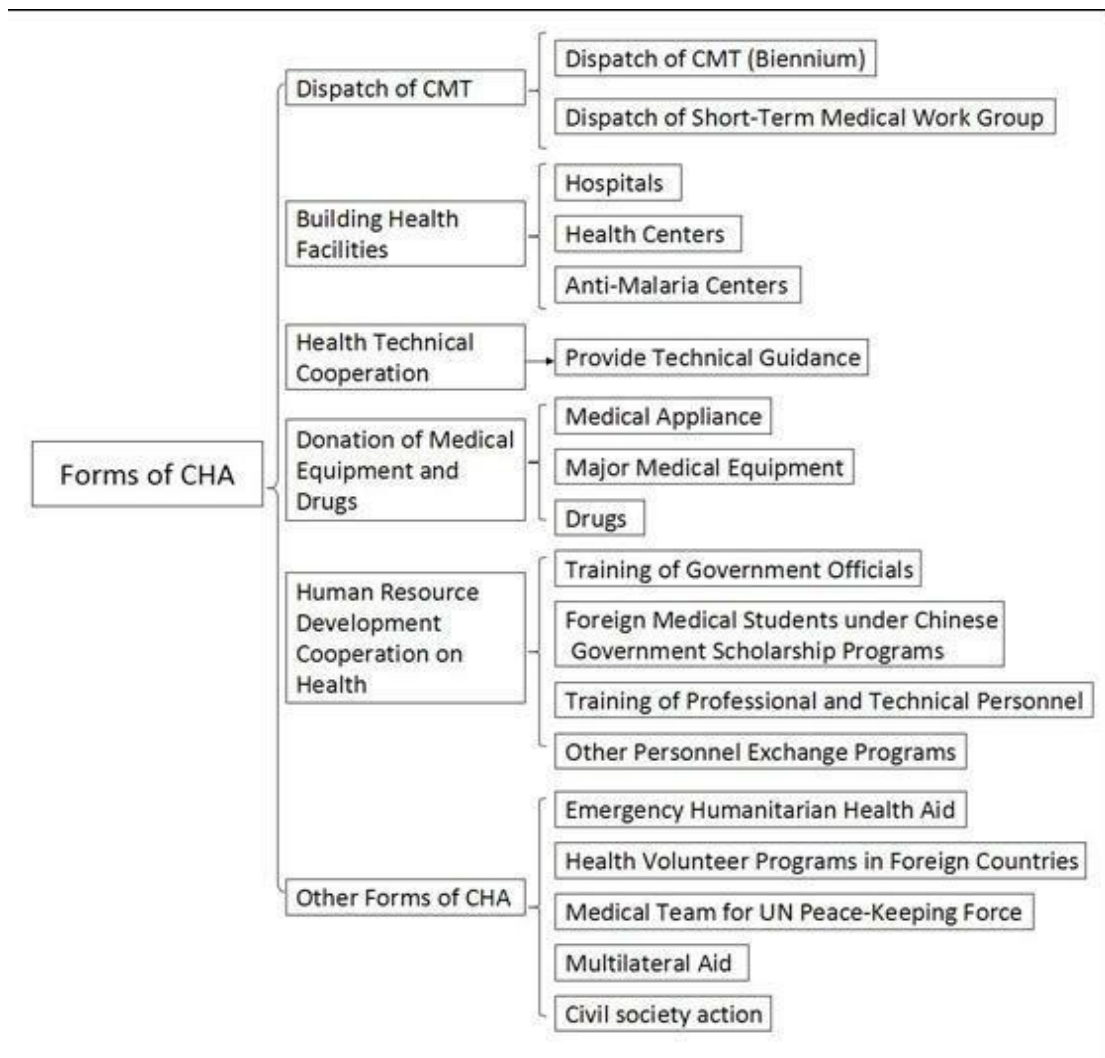 Forms of CHA
Dispatch of CMT
Dispatch of CMT (Biennium)
Dispatch of Short-Term Medical Work Group
Building Health
Facilities
Hospitals
Health Centers
Anti-Malaria Centers
Health Technical
Cooperation
Provide Technical Guidance
Donation of Medical
Equipment and
Drugs
Medical Appliance
Major Medical Equipment
Drugs
Human Resource
Development
Cooperation on
Health
Training of Government Officials
Foreign Medical Students under Chinese
Government Scholarship Programs
Training of Professional and Technical Personnel
Other Personnel Exchange Programs
Other Forms of CHA
Emergency Humanitarian Health Aid
Health Volunteer Programs in Foreign Countries
Medical Team for UN Peace-Keeping Force
Multilateral Aid
Civil society action